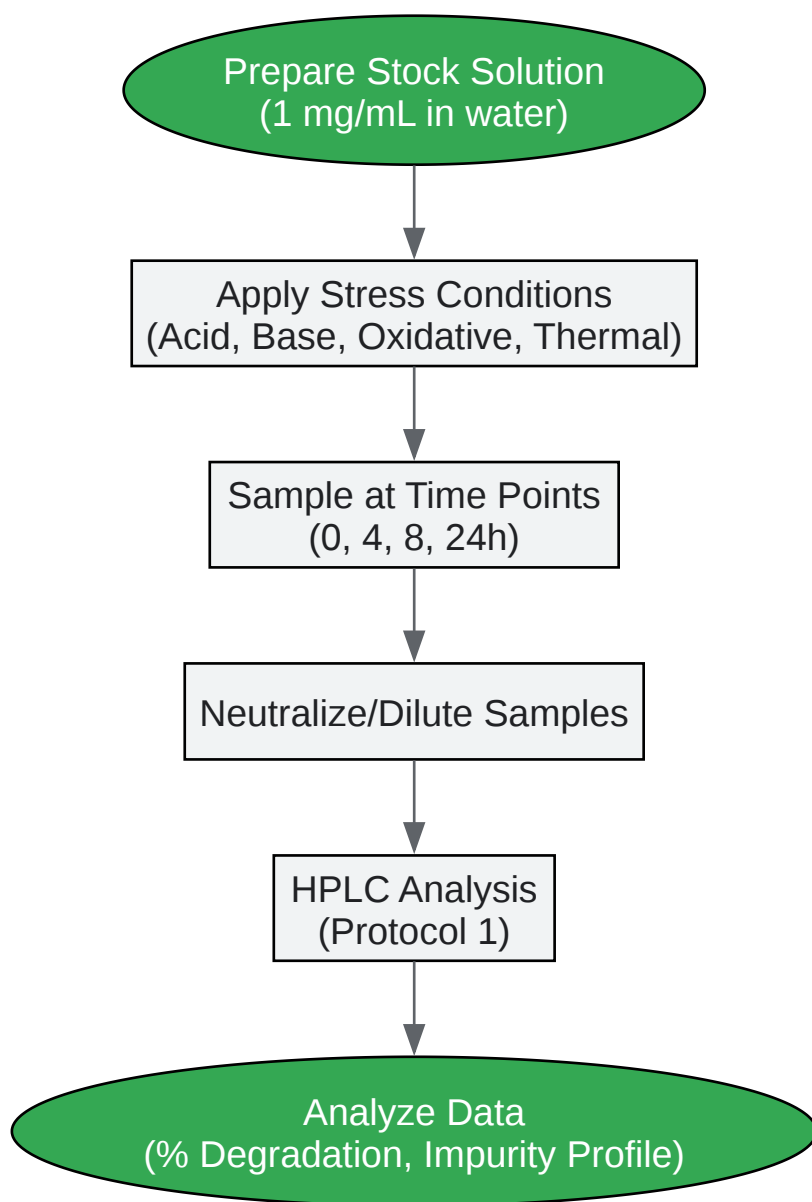 Prepare Stock Solution
(1 mg/mL in water)
Apply Stress Conditions
(Acid, Base, Oxidative, Thermal)
Sample at Time Points
(0, 4, 8, 24h)
Neutralize/Dilute Samples
HPLC Analysis
(Protocol 1)
Analyze Data
(% Degradation, Impurity Profile)